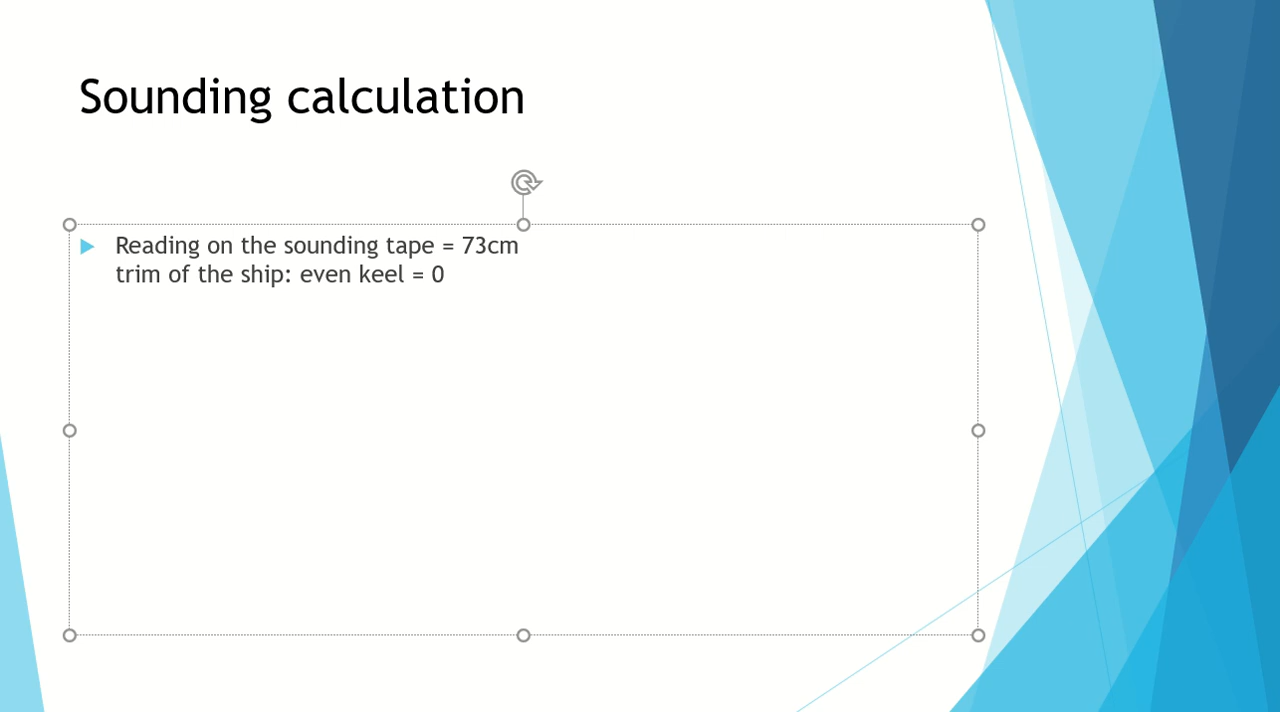 Sounding calculation
Reading on the sounding tape = 73cm
trim of the ship: even keel = 0